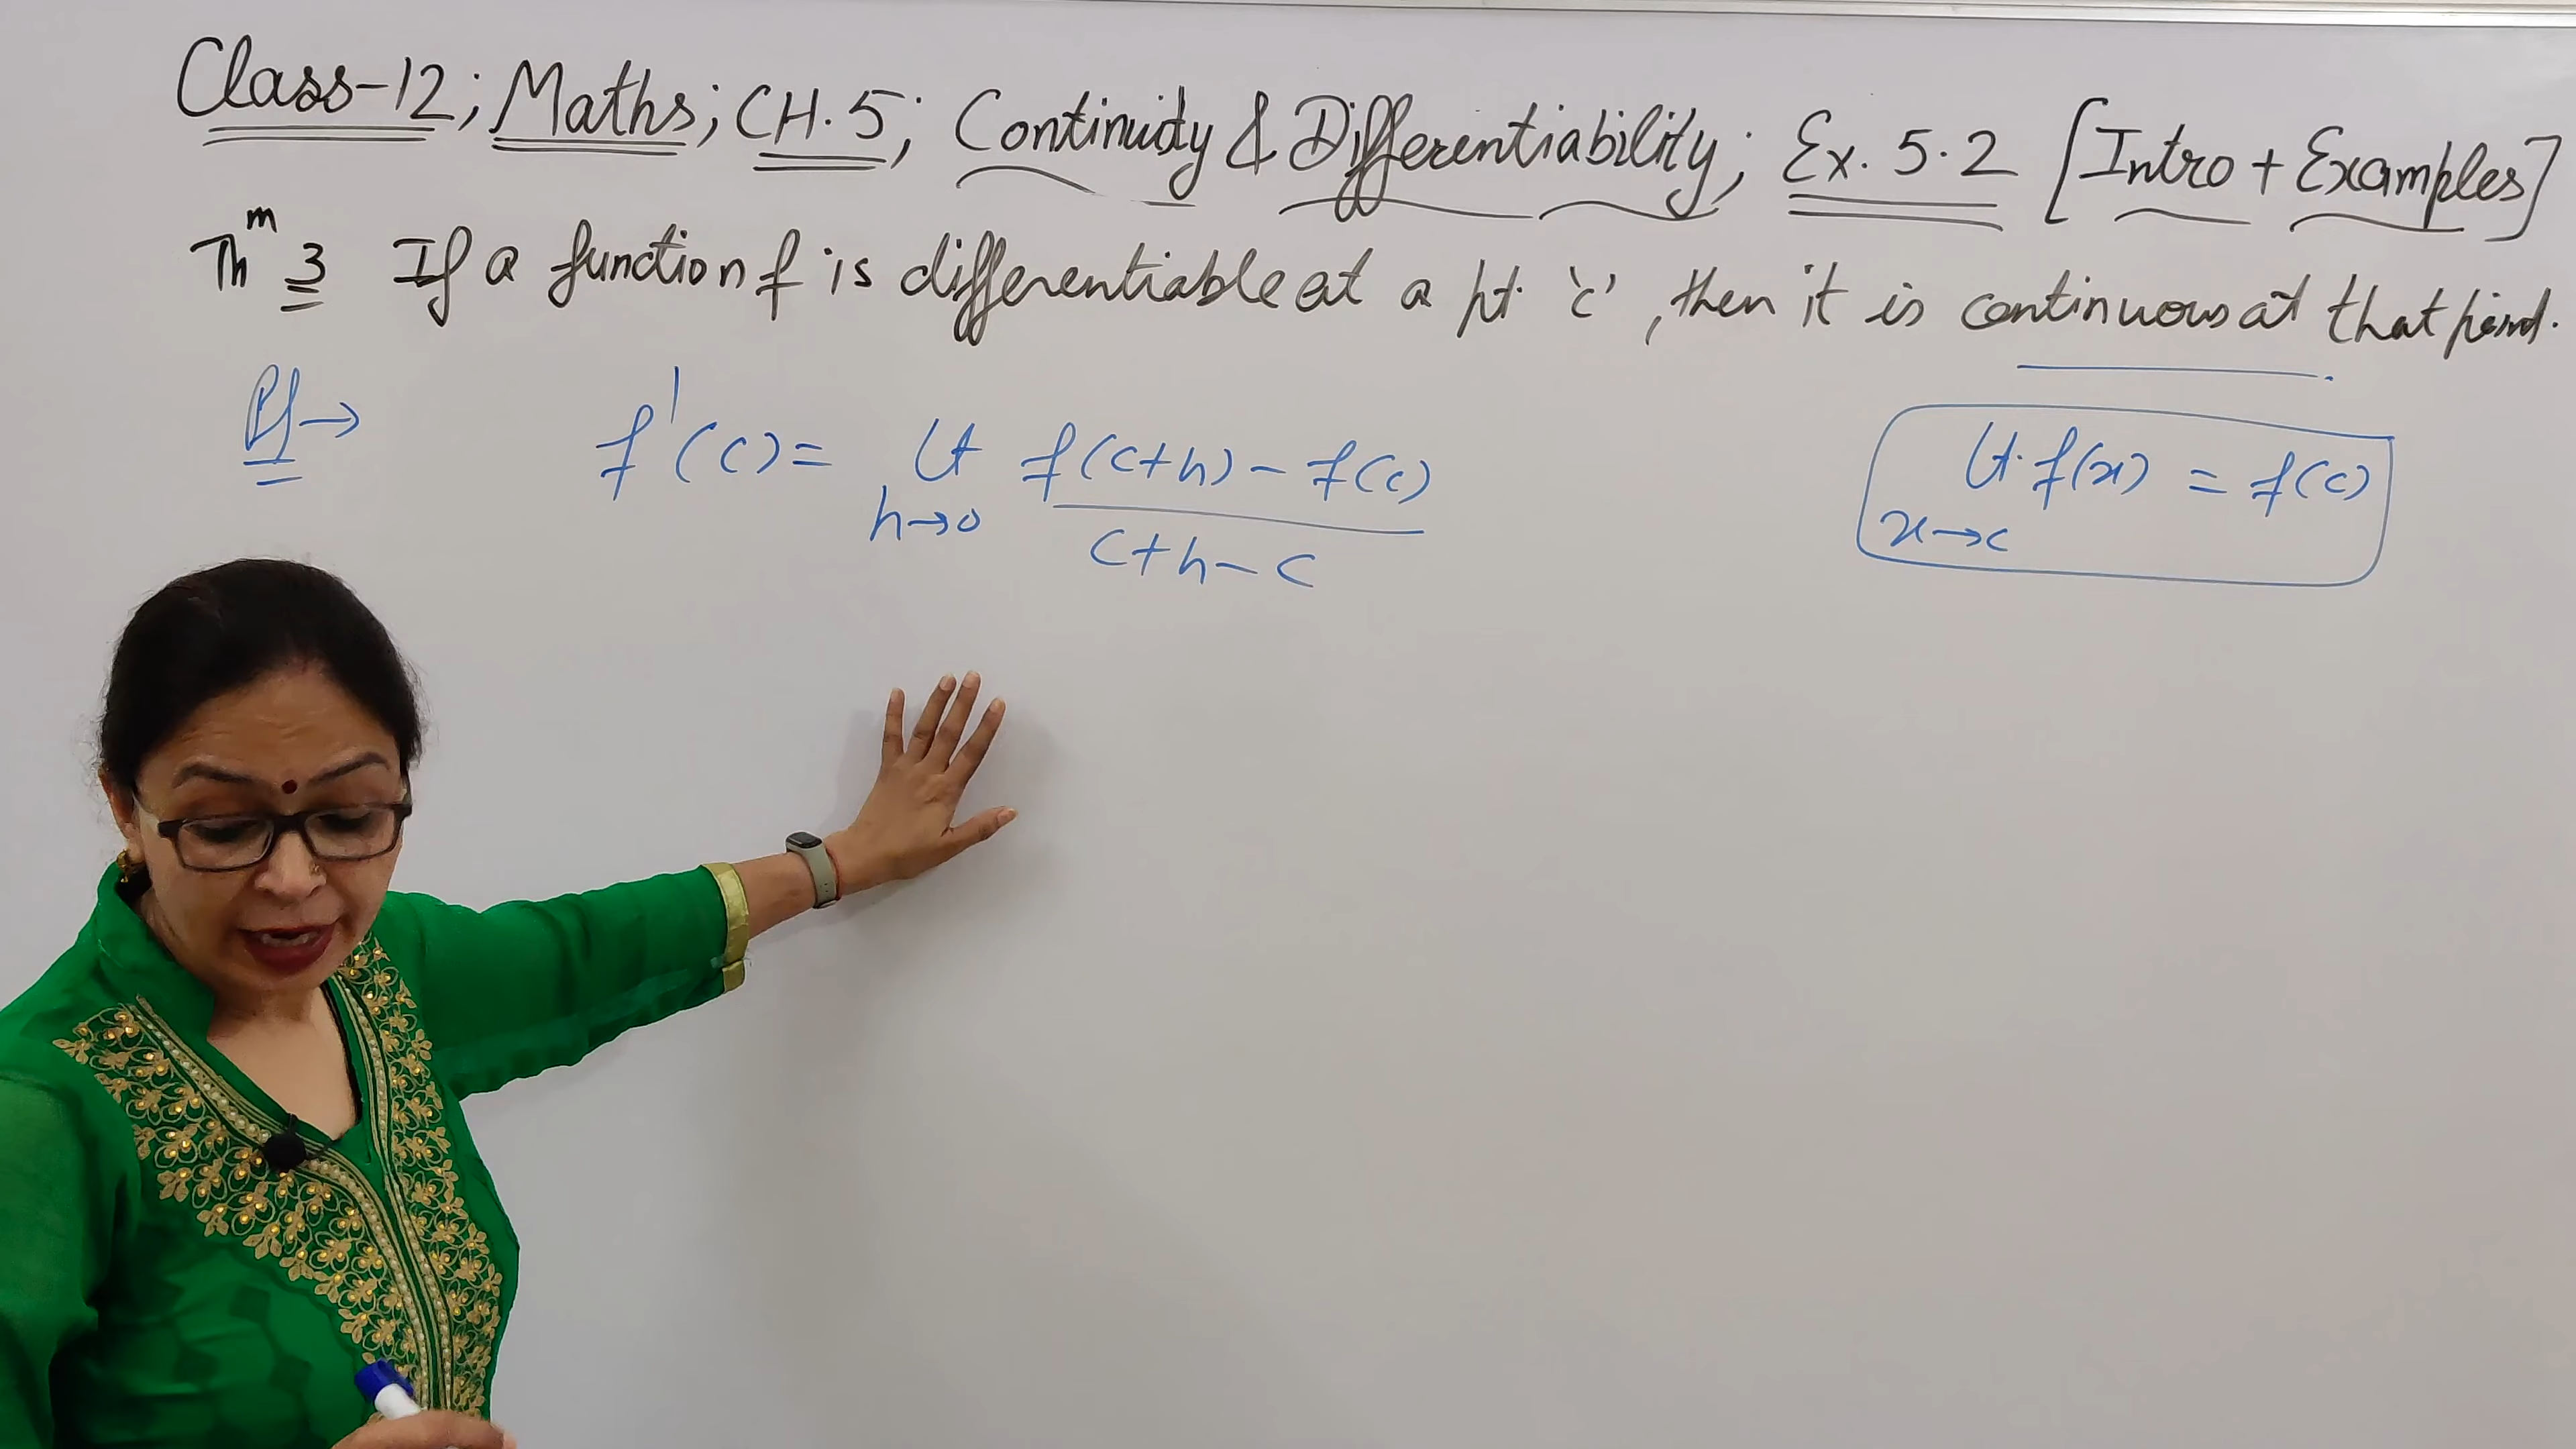 Class-12; Maths; CH. 5; Continuity & Differentiability; Ex. 5.2 [Intro + Examples]
Thm 3 If a function f is differentiable at a pt. 'c', then it is continuous at that point.
Pf→ f'(c) = Lt f(c+h) - f(c)
h→0 c+h-c
Lt. f(x) = f(c)
x→c